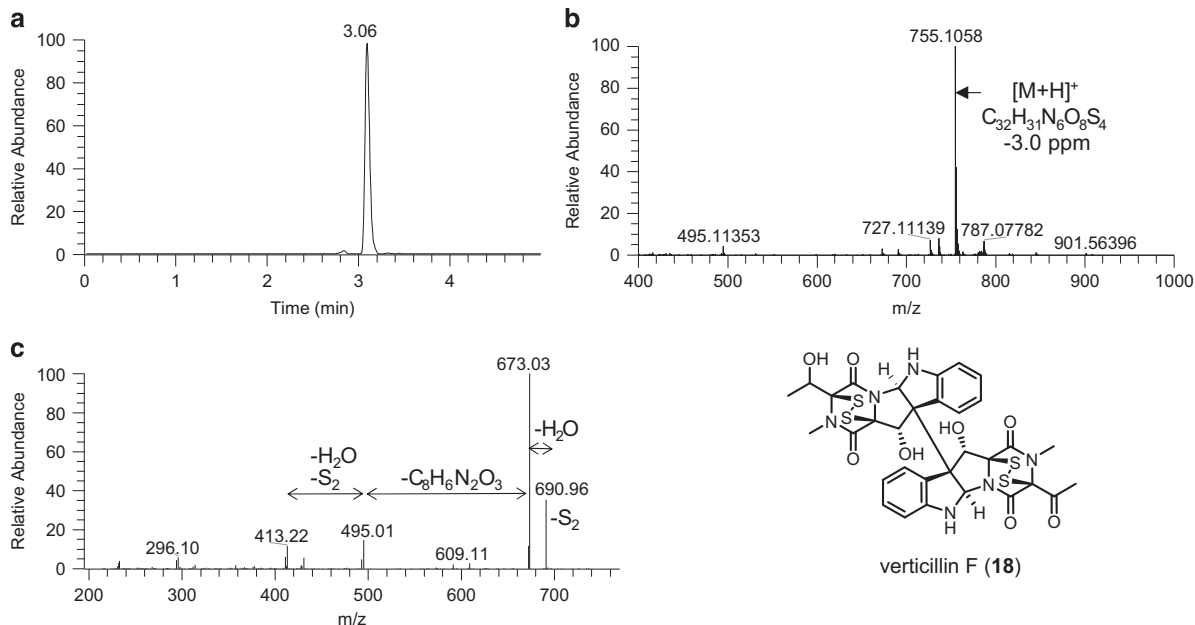 a
3.06
Relative Abundance
100
80
60
40
20
0
0
1
2
3
4
Time (min)
b
755.1058
[M+H]⁺
C₃₂H₃₁N₆O₈S₄
-3.0 ppm
Relative Abundance
100
80
60
40
20
0
495.11353
727.11139
787.07782
901.56396
400
500
600
700
800
900
1000
m/z
c
673.03
-H₂O
690.96
-S₂
-H₂O
-S₂
-C₈H₆N₂O₃
296.10
413.22
495.01
609.11
Relative Abundance
100
80
60
40
20
0
200
300
400
500
600
700
m/z
OH
O
H
N
H
N
S
S
N
O
OH
HO
O
N
S
S
N
N
H
H
O
O
verticillin F (18)